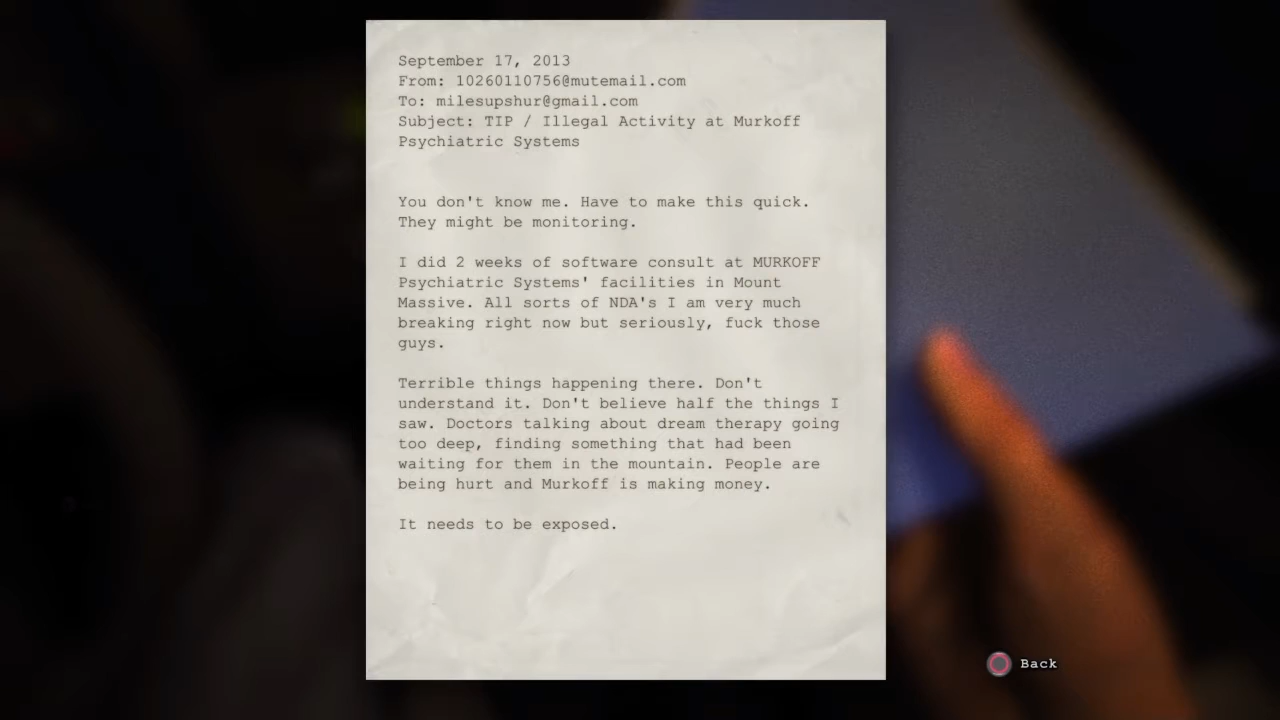 September 17, 2013
From: 10260110756@mutemail.com
To: milesupshur@gmail.com
Subject: TIP / Illegal Activity at Murkoff
Psychiatric Systems
You don't know me. Have to make this quick.
They might be monitoring.
I did 2 weeks of software consult at MURKOFF
Psychiatric Systems' facilities in Mount
Massive. All sorts of NDA's I am very much
breaking right now but seriously, fuck those
guys.
Terrible things happening there. Don't
understand it. Don't believe half the things I
saw. Doctors talking about dream therapy going
too deep, finding something that had been
waiting for them in the mountain. People are
being hurt and Murkoff is making money.
It needs to be exposed.
Back